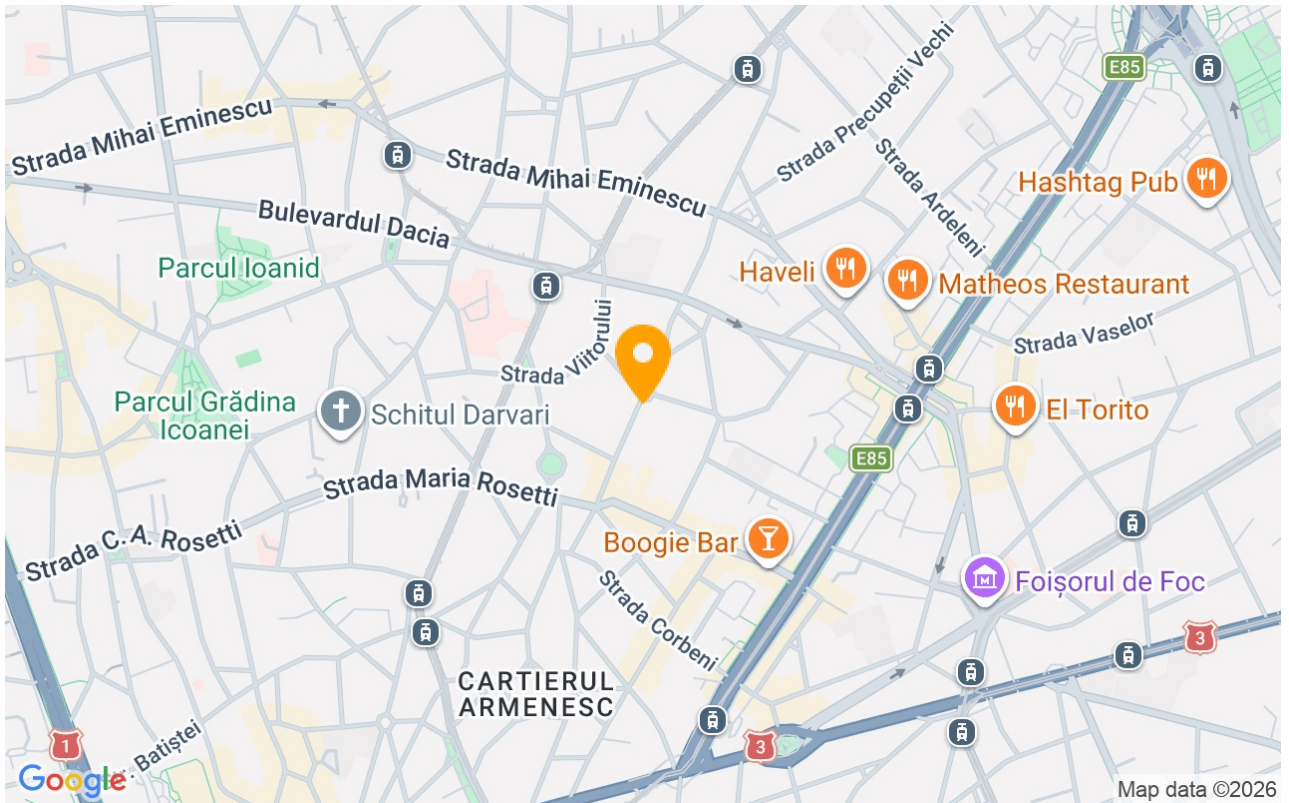 Strada Precupeții Vechi
E85
Strada Mihai Eminescu
Strada Mihai Eminescu
Strada Ardeleni
Hashtag Pub
Bulevardul Dacia
Parcul Ioanid
Haveli
Matheos Restaurant
Strada Viitorului
Strada Vaselor
Parcul Grădina
Icoanei
Schitul Darvari
El Torito
E85
Strada Maria Rosetti
Strada C. A. Rosetti
Boogie Bar
Foișorul de Foc
M
Strada Corbeni
3
CARTIERUL
ARMENESC
1
Batiștei
3
Google
Map data ©2026